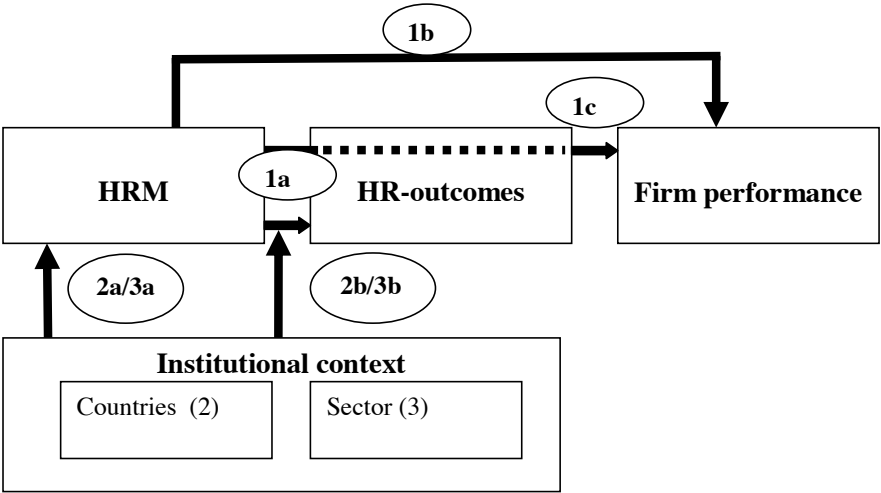 1b
1c
HRM
1a
HR-outcomes
Firm performance
2a/3a
2b/3b
Institutional context
Countries (2)
Sector (3)